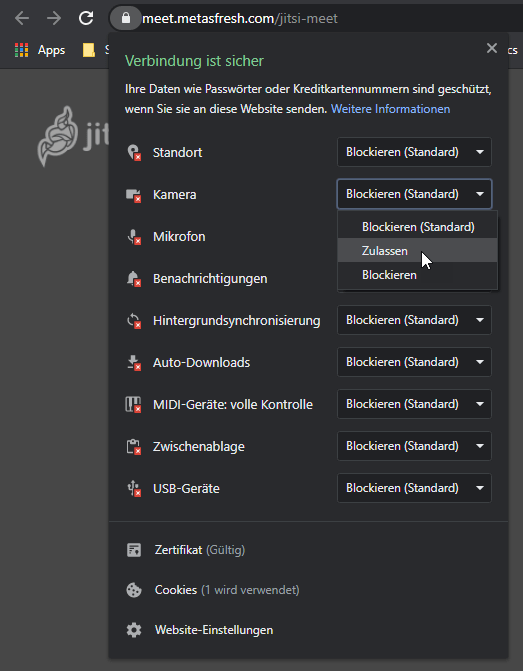 meet.metasfresh.com/jitsi-meet
Apps
cs
jit
Verbindung ist sicher
Ihre Daten wie Passwörter oder Kreditkartennummern sind geschützt,
wenn Sie sie an diese Website senden. Weitere Informationen
Standort Blockieren (Standard)
Kamera Blockieren (Standard)
Blockieren (Standard)
Mikrofon
Zulassen
Benachrichtigungen
Blockieren
Hintergrundsynchronisierung Blockieren (Standard)
Auto-Downloads Blockieren (Standard)
MIDI-Geräte: volle Kontrolle Blockieren (Standard)
Zwischenablage Blockieren (Standard)
USB-Geräte Blockieren (Standard)
Zertifikat (Gültig)
Cookies (1 wird verwendet)
Website-Einstellungen